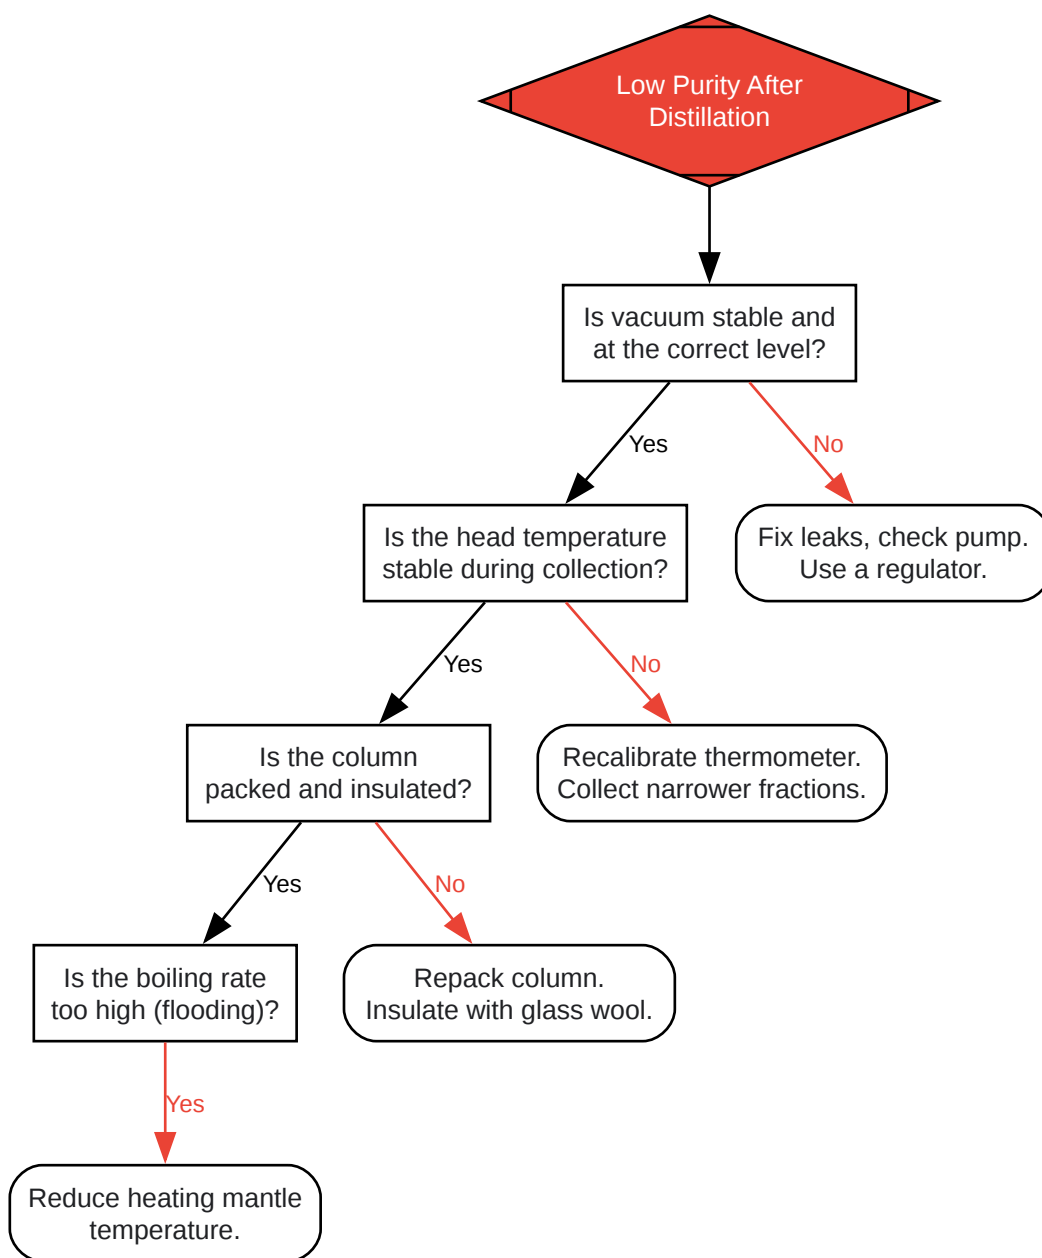 Low Purity After
Distillation
Is vacuum stable and
at the correct level?
Yes
No
Is the head temperature
stable during collection?
Fix leaks, check pump.
Use a regulator.
Yes
No
Is the column
packed and insulated?
Recalibrate thermometer.
Collect narrower fractions.
Yes
No
Is the boiling rate
too high (flooding)?
Repack column.
Insulate with glass wool.
Yes
Reduce heating mantle
temperature.